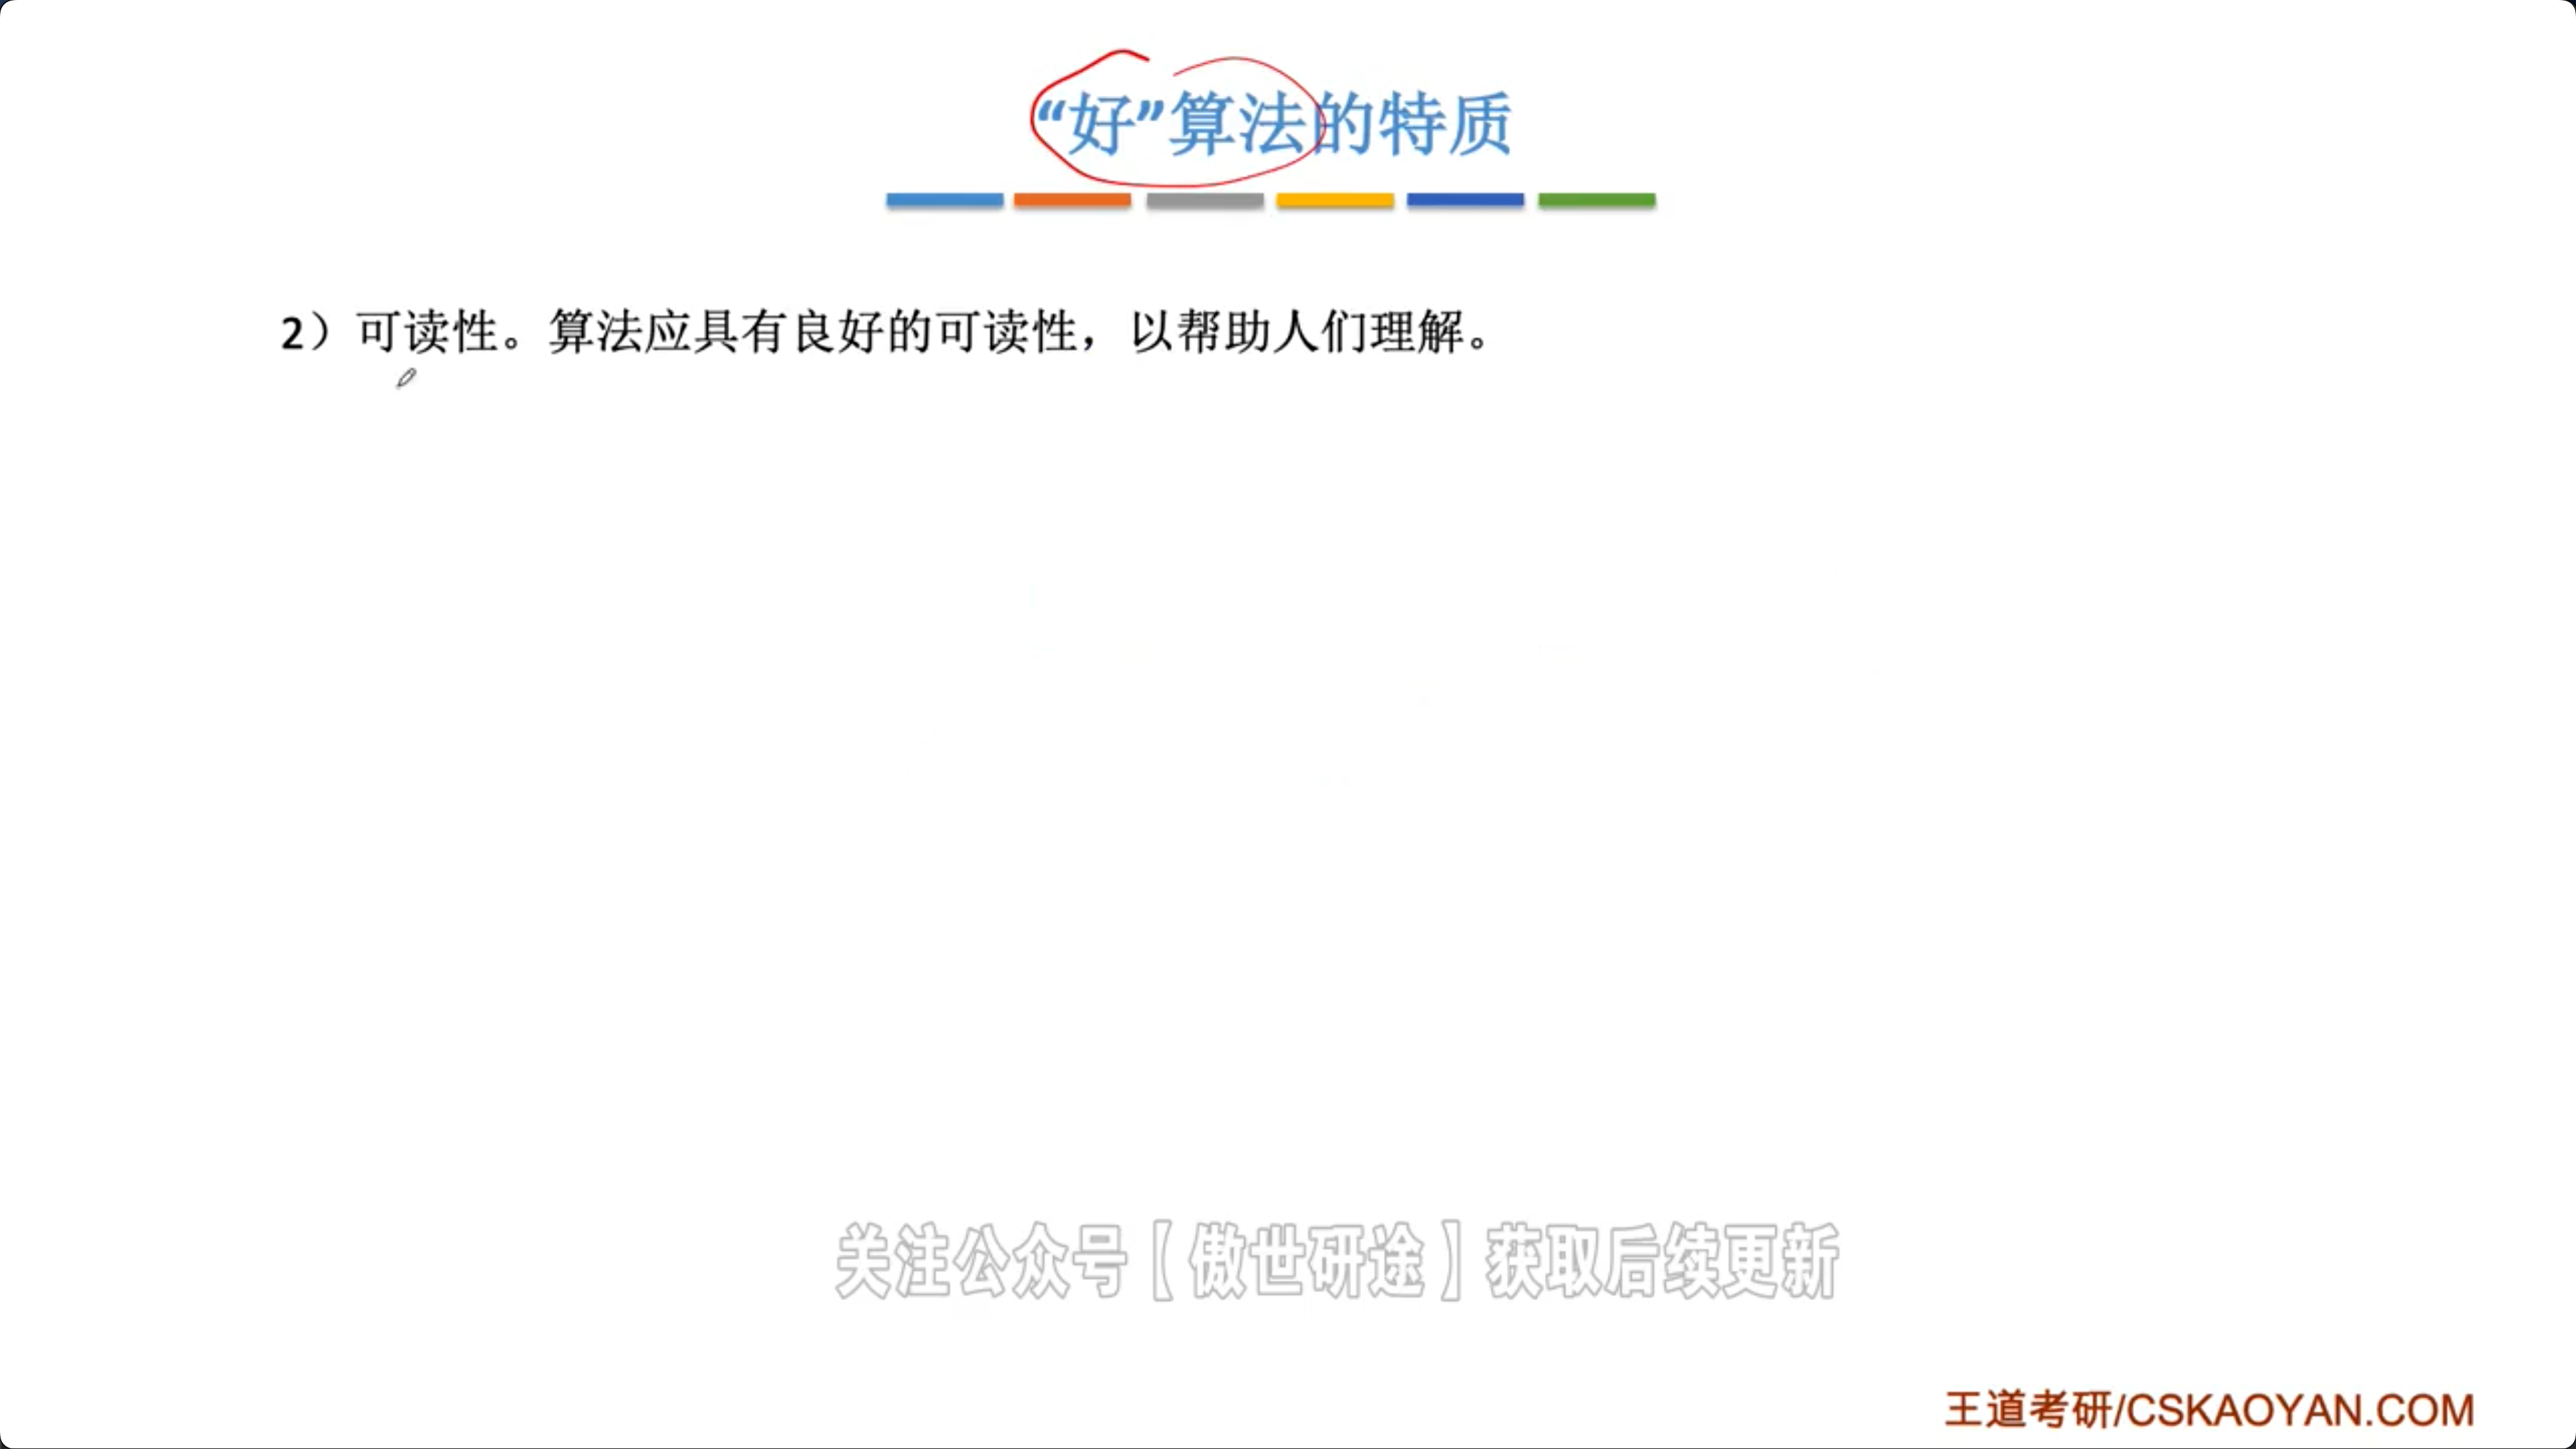 “好”算法的特质
2）可读性。算法应具有良好的可读性，以帮助人们理解。
关注公众号【傲世研途】获取后续更新
王道考研/CSKAOYAN.COM